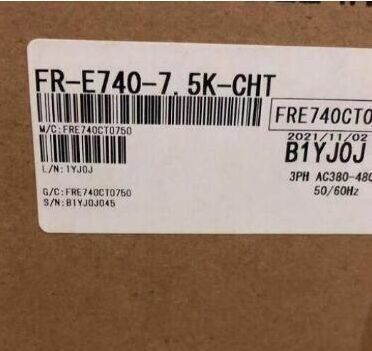 FR-E740-7.5K-CHT
M/C:FRE740CT0750
FRE740CT0
2021/11/02
L/N:1YJ0J
B1YJ0J
3PH AC380-480
50/60Hz
G/C:FRE740CT0750
S/N:B1YJ0J045